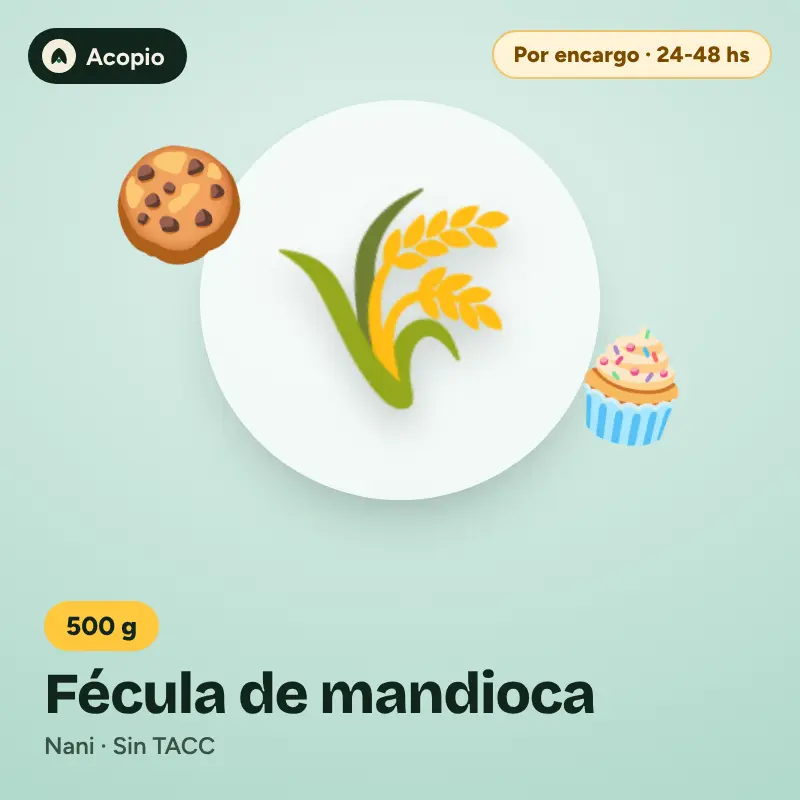 Acopio
Por encargo · 24-48 hs
500 g
Fécula de mandioca
Nani · Sin TACC